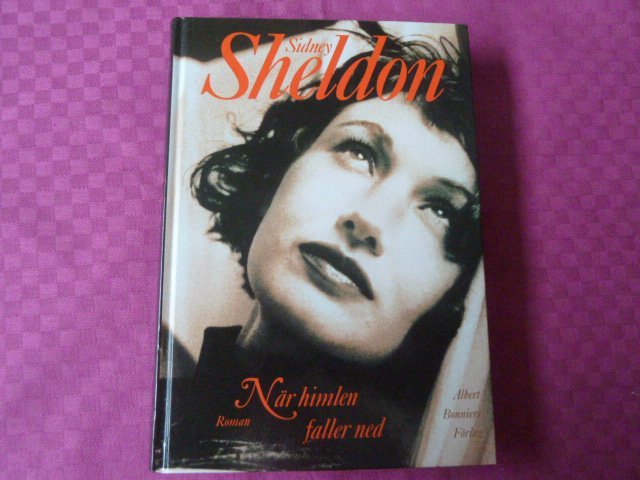 Sidney
Sheldon
När himlen
Roman
faller ned
Albert
Bonniers
Förlag